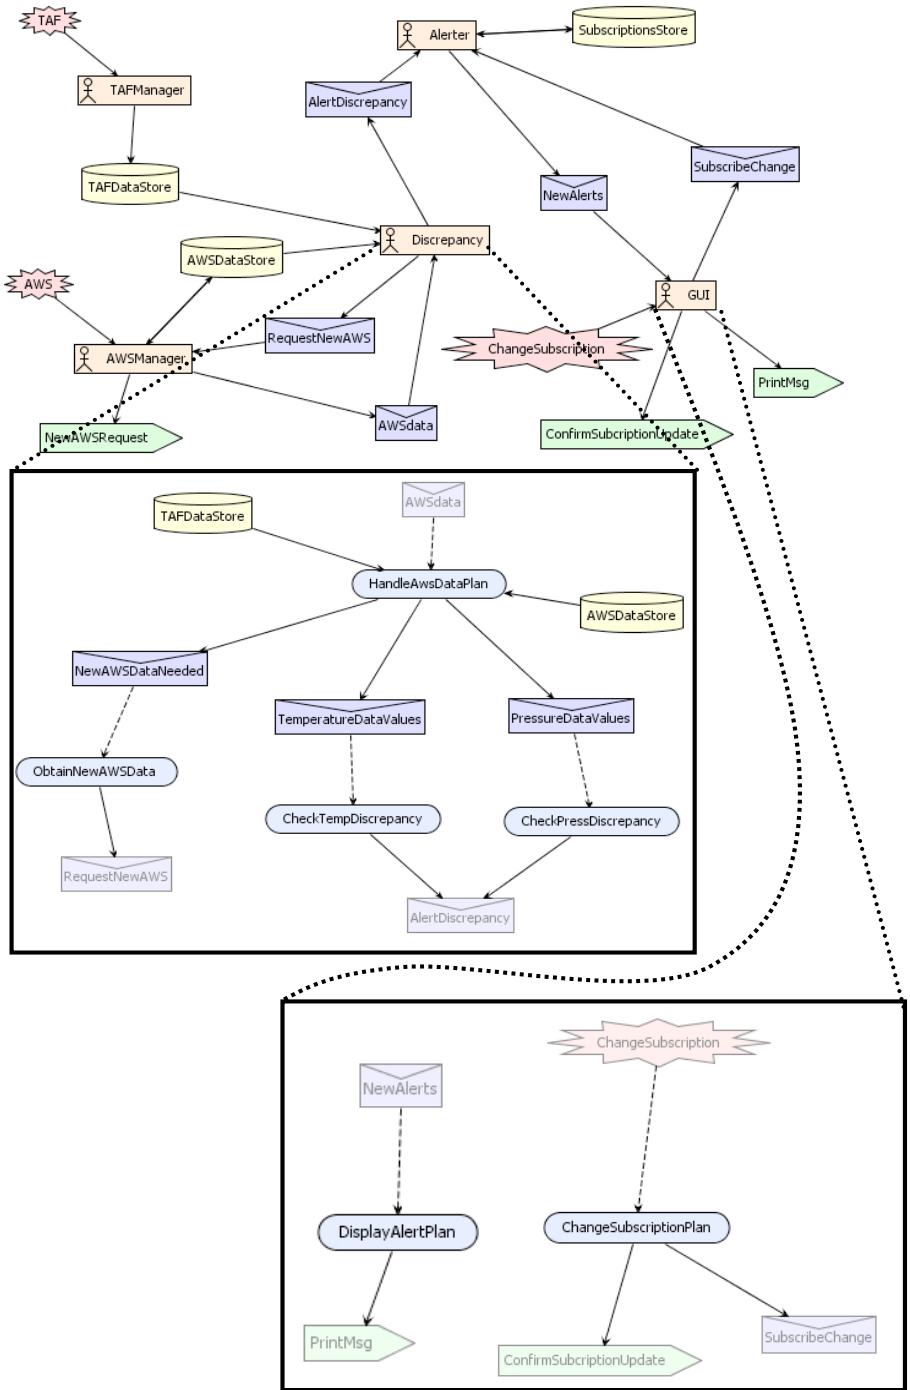 TAF
Alerter
SubscriptionsStore
TAFManager
AlertDiscrepancy
SubscribeChange
TAFDataStore
NewAlerts
Discrepancy
AWSDataStore
AWS
GUI
RequestNewAWS
ChangeSubscription
AWSManager
PrintMsg
AWSdata
NewAWSRequest
ConfirmSubcriptionUpdate
AWSdata
TAFDataStore
HandleAwsDataPlan
AWSDataStore
NewAWSDataNeeded
TemperatureDataValues
PressureDataValues
ObtainNewAWSData
CheckTempDiscrepancy
CheckPressDiscrepancy
RequestNewAWS
AlertDiscrepancy
ChangeSubscription
NewAlerts
DisplayAlertPlan
ChangeSubscriptionPlan
PrintMsg
SubscribeChange
ConfirmSubcriptionUpdate